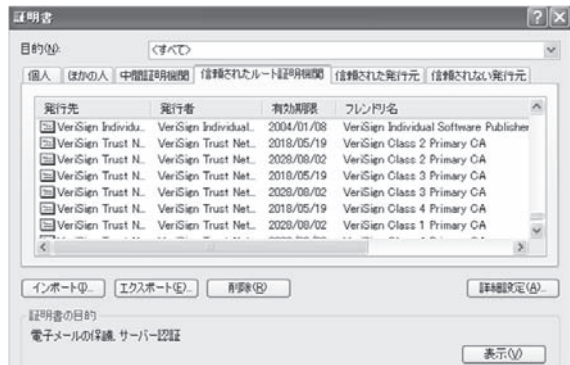 証明書
目的(N):
<すべて>
個人 ほかの人 中間証明機関 信頼されたルート証明機関 信頼された発行元 信頼されない発行元
発行先 発行者 有効期限 フレンドリ名
VeriSign Individu... VeriSign Individual... 2004/01/08 VeriSign Individual Software Publisher
VeriSign Trust N... VeriSign Trust Net... 2018/05/19 VeriSign Class 2 Primary CA
VeriSign Trust N... VeriSign Trust Net... 2028/08/02 VeriSign Class 2 Primary CA
VeriSign Trust N... VeriSign Trust Net... 2018/05/19 VeriSign Class 3 Primary CA
VeriSign Trust N... VeriSign Trust Net... 2028/08/02 VeriSign Class 3 Primary CA
VeriSign Trust N... VeriSign Trust Net... 2018/05/19 VeriSign Class 4 Primary CA
VeriSign Trust N... VeriSign Trust Net... 2028/08/02 VeriSign Class 1 Primary CA
インポート(I)... エクスポート(E)... 削除(R) 詳細設定(A)...
証明書の目的
電子メールの保護, サーバー認証
表示(V)